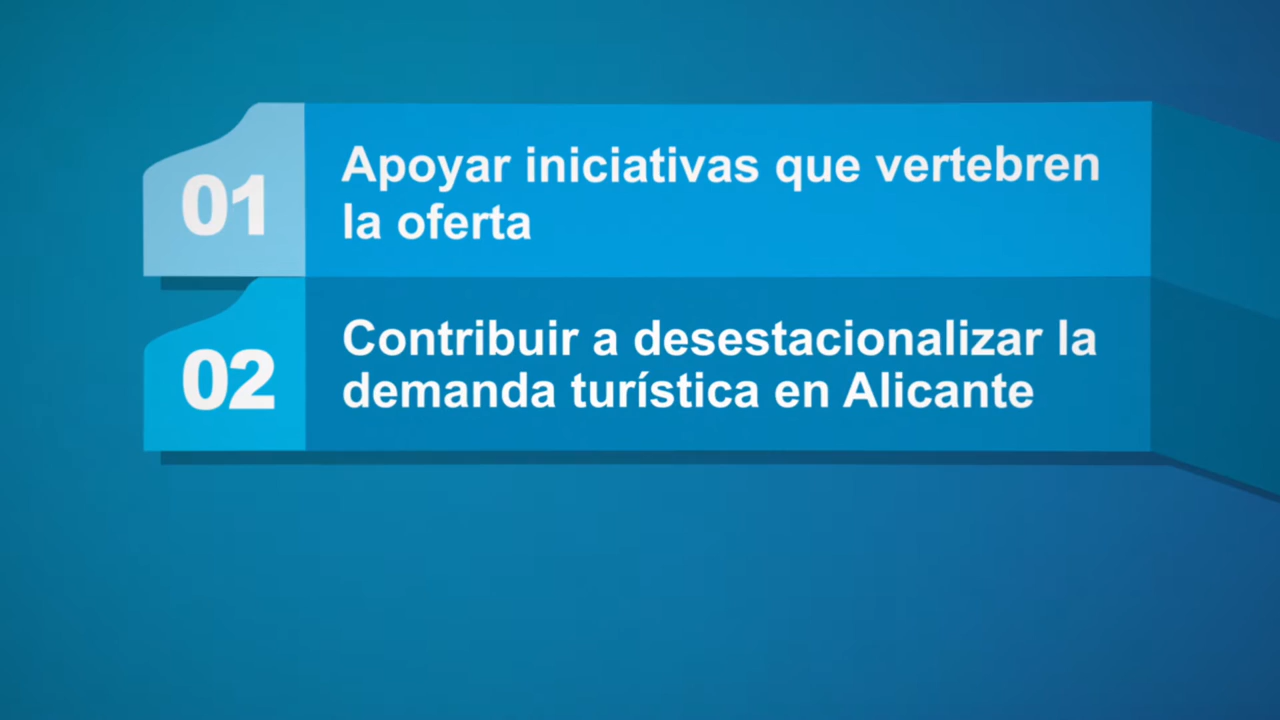 01
Apoyar iniciativas que vertebren
la oferta
02
Contribuir a desestacionalizar la
demanda turística en Alicante